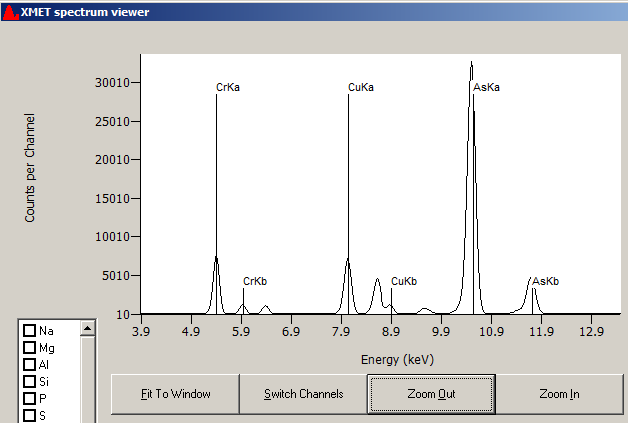 XMET spectrum viewer
Counts per Channel
30010
25010
20010
15010
10010
5010
10
CrKa
CuKa
AsKa
CrKb
CuKb
AsKb
3.9 4.9 5.9 6.9 7.9 8.9 9.9 10.9 11.9 12.9
Energy (keV)
Na
Mg
Al
Si
P
S
Fit To Window Switch Channels Zoom Out Zoom In